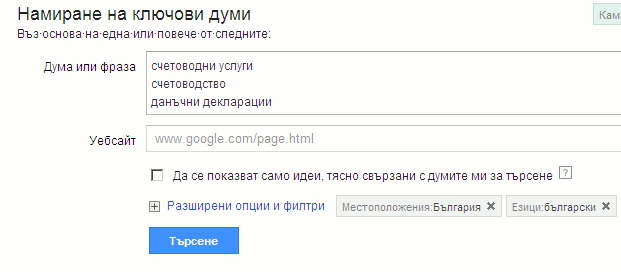 Намиране на ключови думи
Кам
Въз·основа·на·една·или·повече·от·следните:
Дума или фраза
счетоводни услуги
счетоводство
данъчни декларации
Уебсайт
www.google.com/page.html
Да се показват само идеи, тясно свързани с думите ми за търсене ?
Разширени опции и филтри
Местоположения:България ×
Езици:български ×
Търсене